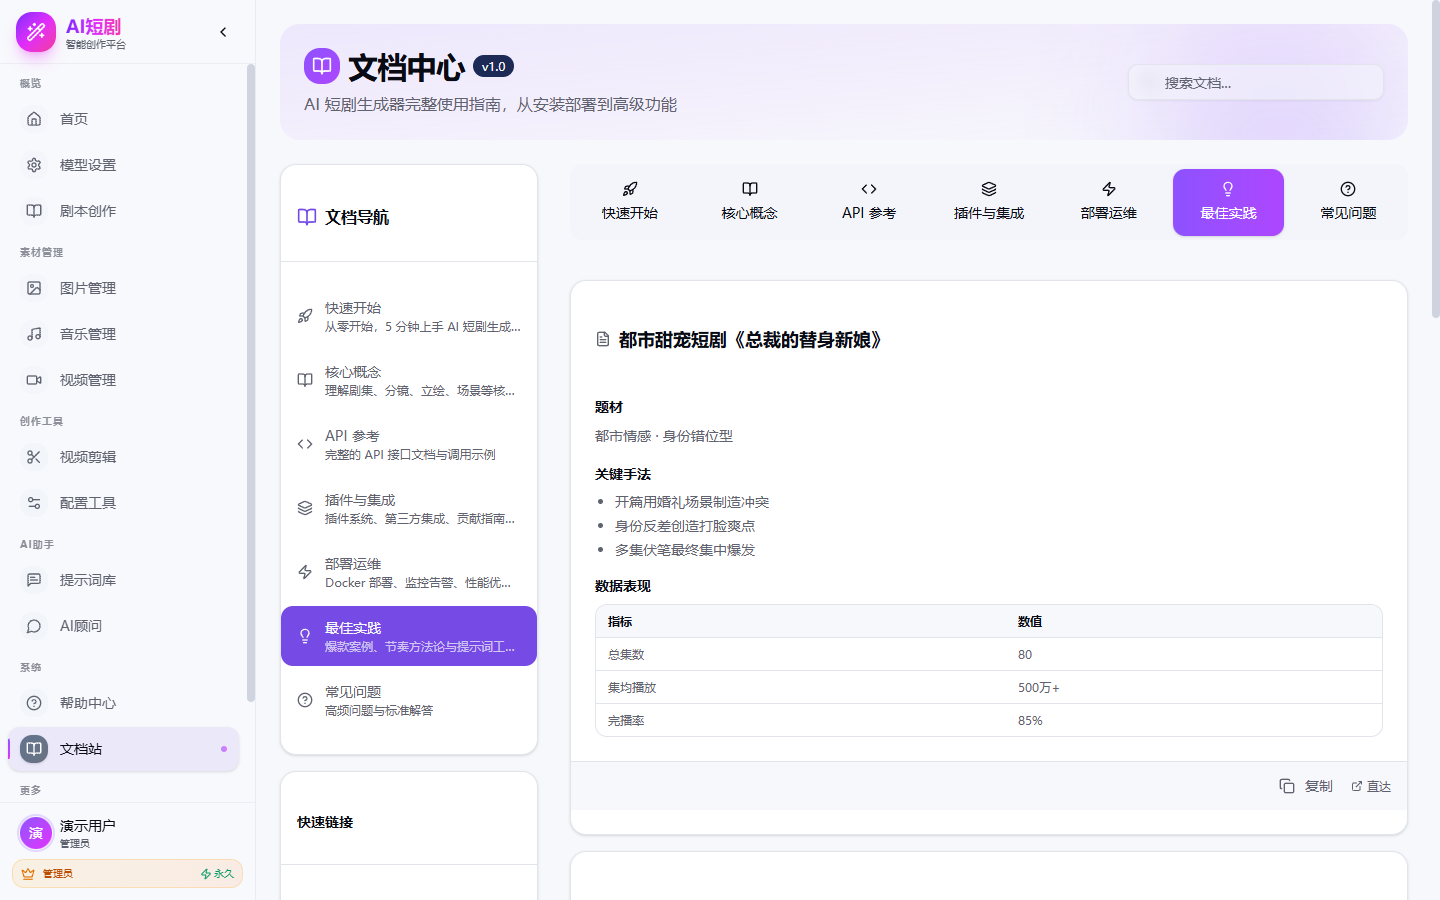 AI短剧
智能创作平台
概览
首页
模型设置
剧本创作
素材管理
图片管理
音乐管理
视频管理
创作工具
视频剪辑
配置工具
AI助手
提示词库
AI顾问
系统
帮助中心
文档站
更多
演
演示用户
管理员
管理员
永久
文档中心
v1.0
AI 短剧生成器完整使用指南，从安装部署到高级功能
搜索文档...
文档导航
快速开始
从零开始，5 分钟上手 AI 短剧生成...
核心概念
理解剧集、分镜、立绘、场景等核...
API 参考
完整的 API 接口文档与调用示例
插件与集成
插件系统、第三方集成、贡献指南...
部署运维
Docker 部署、监控告警、性能优...
最佳实践
爆款案例、节奏方法论与提示词工...
常见问题
高频问题与标准解答
快速链接
快速开始
核心概念
API 参考
插件与集成
部署运维
最佳实践
常见问题
都市甜宠短剧《总裁的替身新娘》
题材
都市情感 · 身份错位型
关键手法
开篇用婚礼场景制造冲突
身份反差创造打脸爽点
多集伏笔最终集中爆发
数据表现
指标 数值
总集数 80
集均播放 500万+
完播率 85%
复制
直达